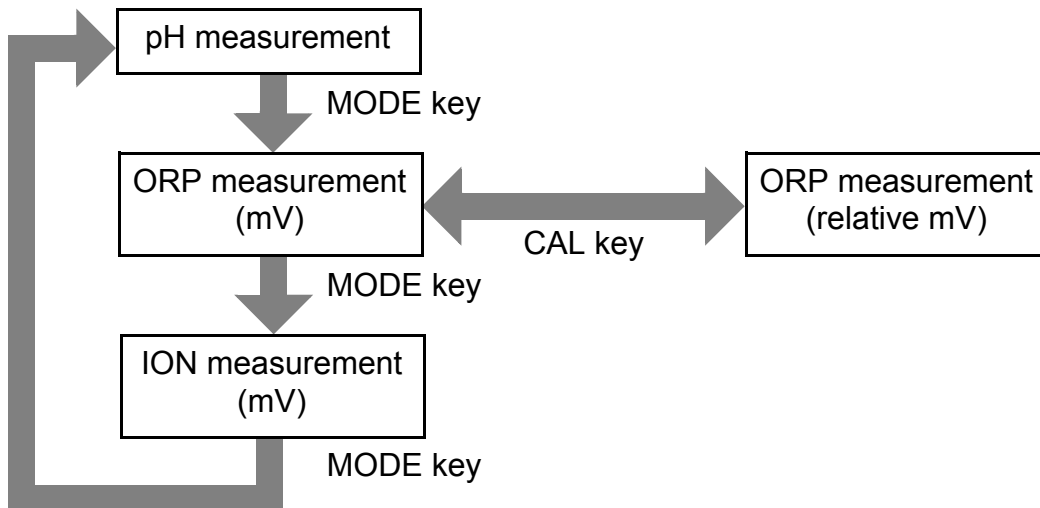 pH measurement
MODE key
ORP measurement
(mV)
CAL key
ORP measurement
(relative mV)
MODE key
ION measurement
(mV)
MODE key